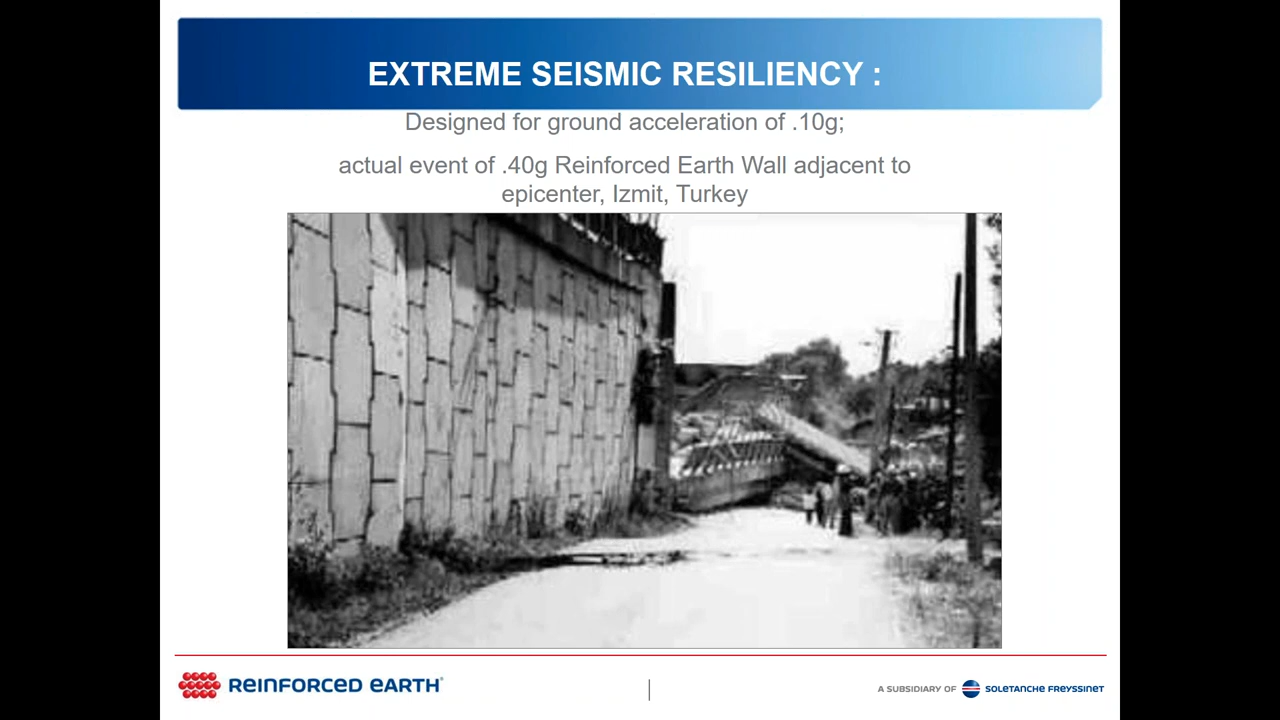 EXTREME SEISMIC RESILIENCY :
Designed for ground acceleration of .10g;
actual event of .40g Reinforced Earth Wall adjacent to
epicenter, Izmit, Turkey
REINFORCED EARTH®
A SUBSIDIARY OF SOLETANCHE FREYSSINET